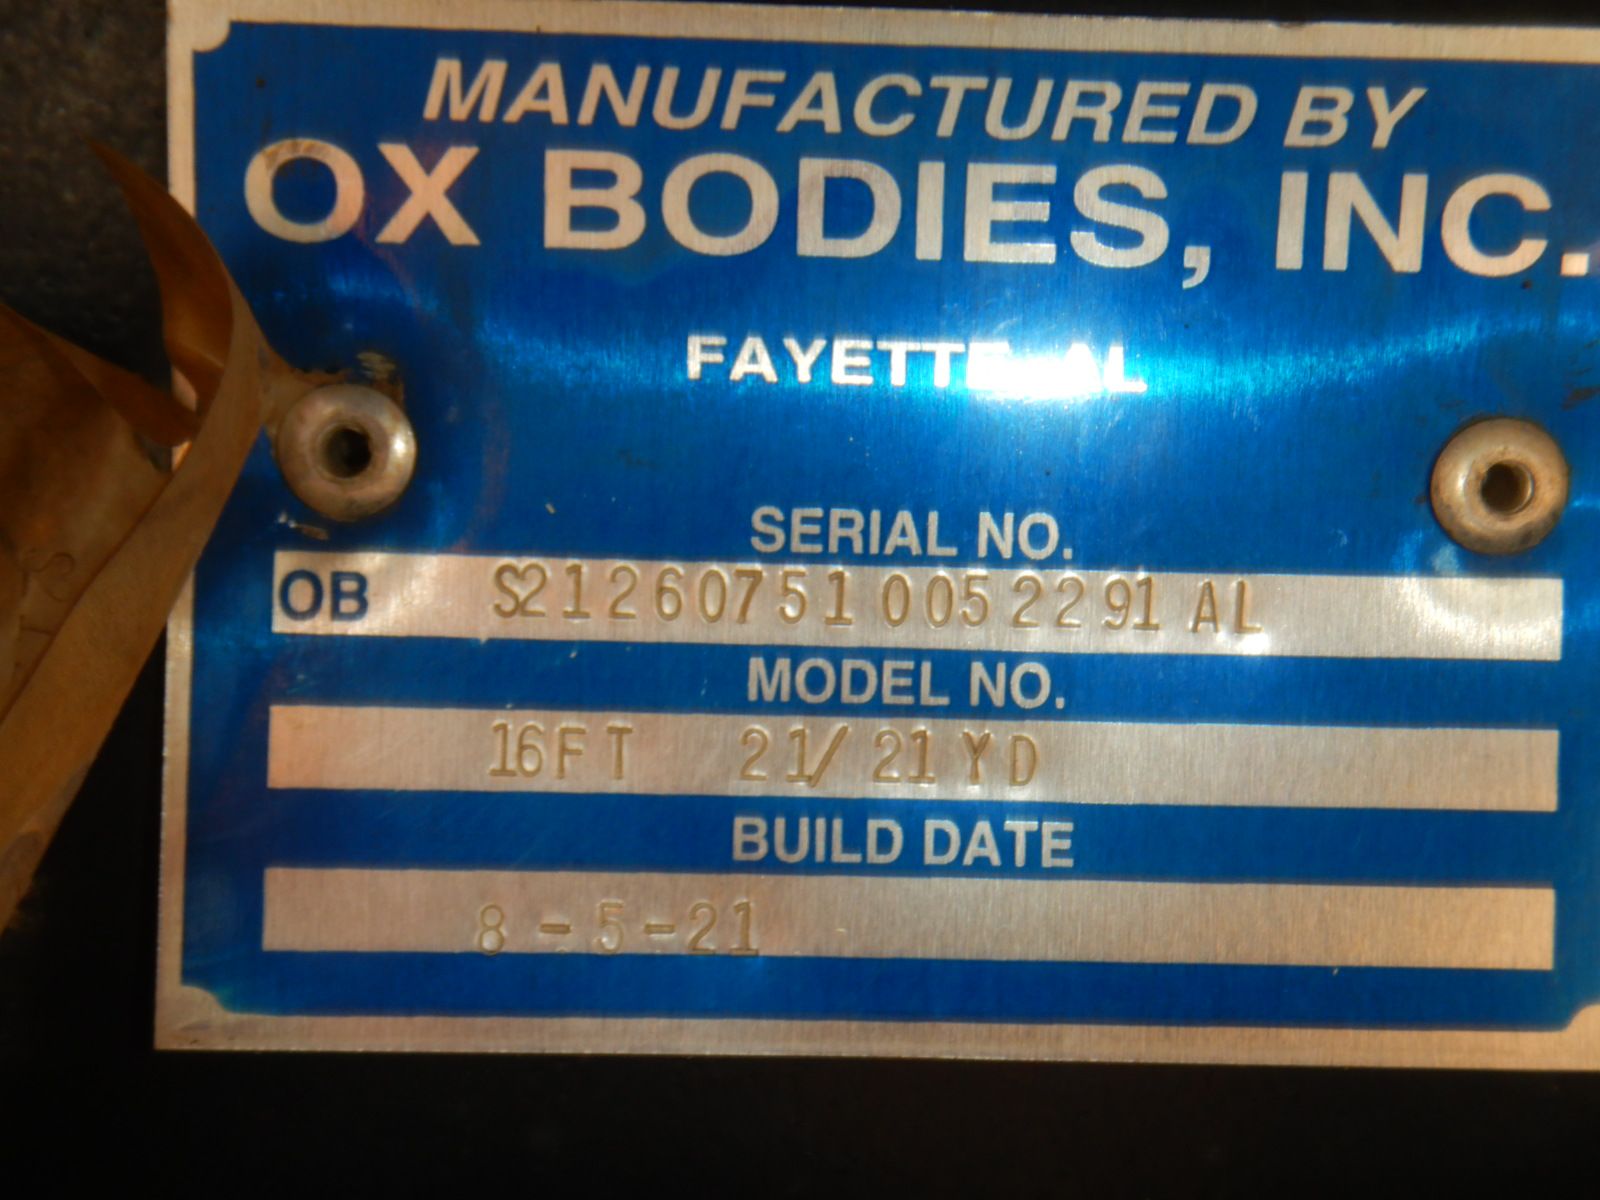 MANUFACTURED BY
OX BODIES, INC.
FAYETTE, AL
SERIAL NO.
OB S21260751 0052291 AL
MODEL NO.
16FT 21/21YD
BUILD DATE
8-5-21